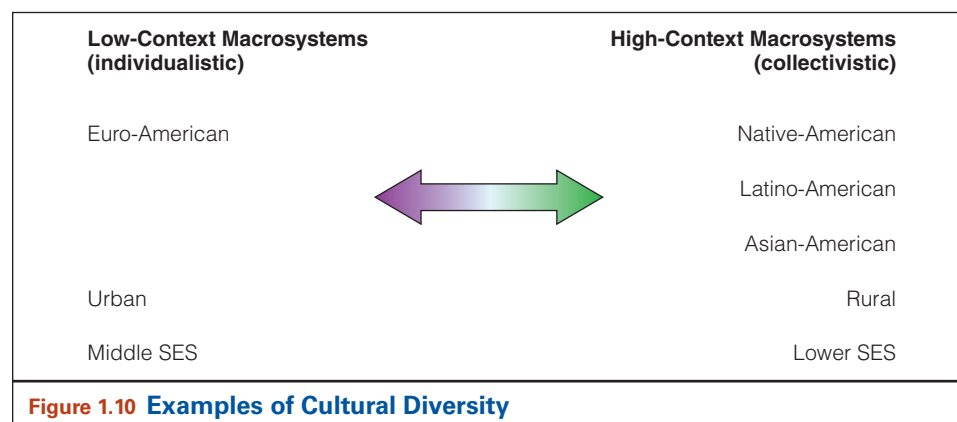 Low-Context Macrosystems
(individualistic)
High-Context Macrosystems
(collectivistic)
Euro-American
Native-American
Latino-American
Asian-American
Urban
Rural
Middle SES
Lower SES
Figure 1.10 Examples of Cultural Diversity